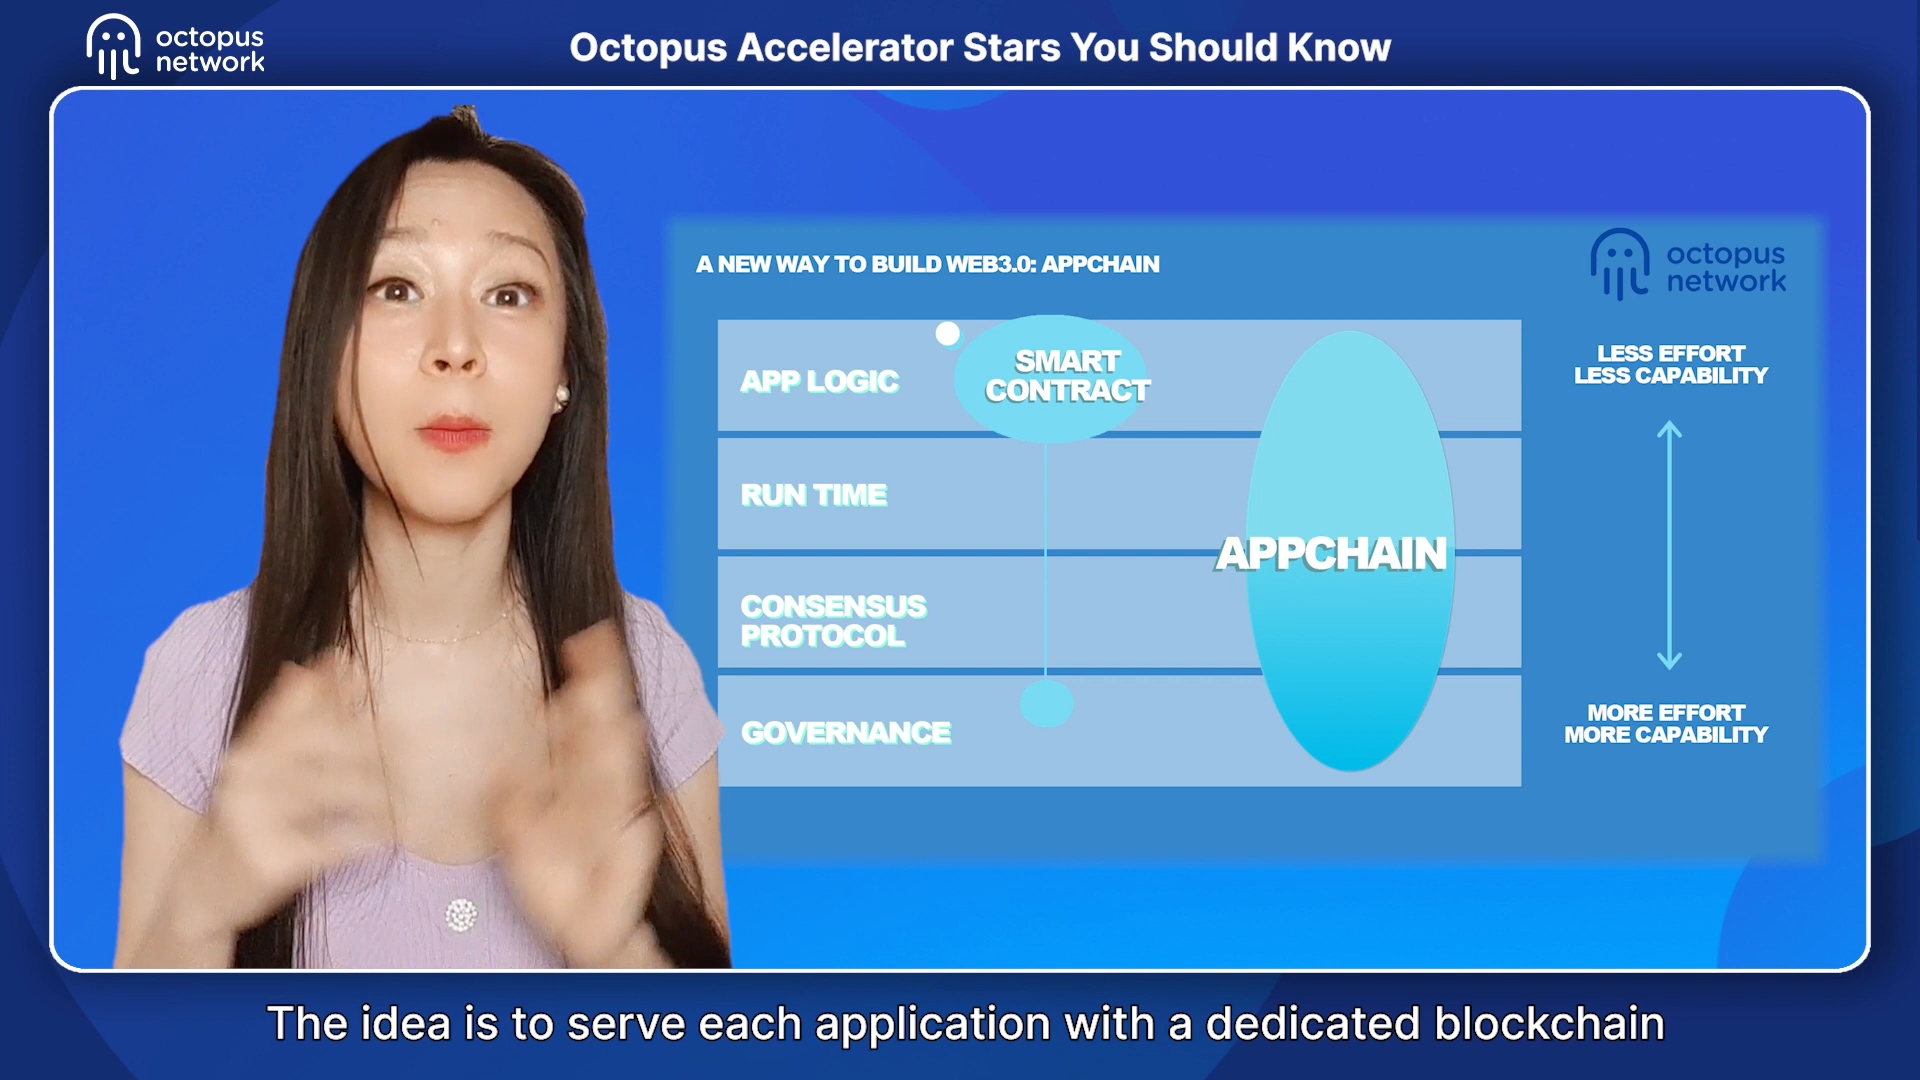 octopus
network
Octopus Accelerator Stars You Should Know
A NEW WAY TO BUILD WEB3.0: APPCHAIN
octopus
network
APP LOGIC
SMART
CONTRACT
LESS EFFORT
LESS CAPABILITY
RUN TIME
APPCHAIN
CONSENSUS
PROTOCOL
GOVERNANCE
MORE EFFORT
MORE CAPABILITY
The idea is to serve each application with a dedicated blockchain